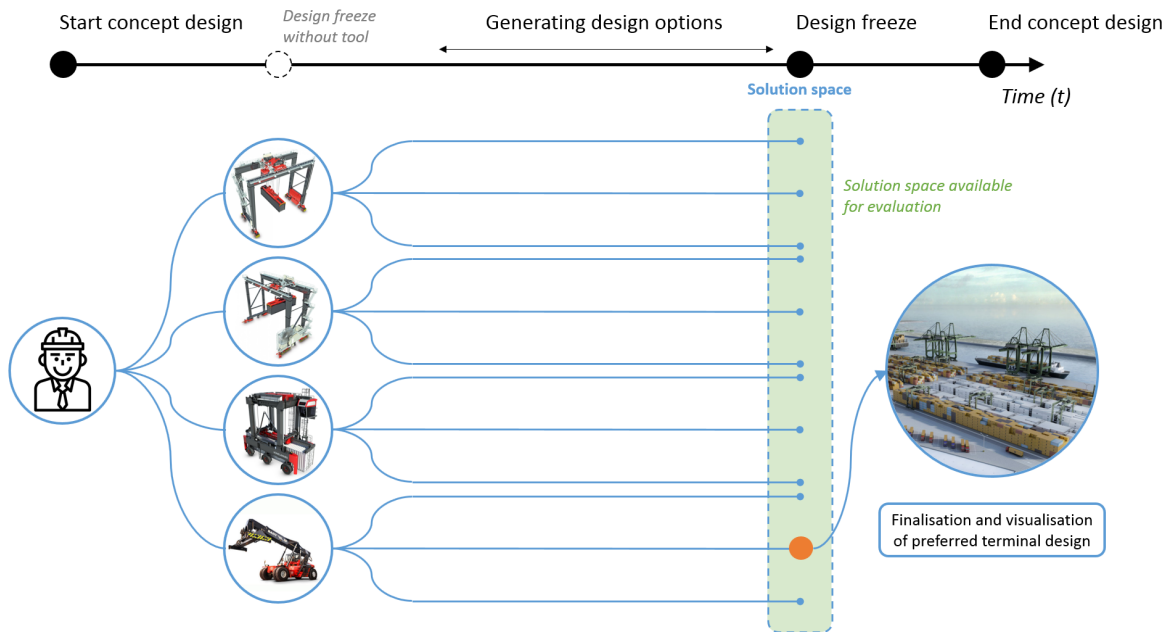 Start concept design
Design freeze
without tool
Generating design options
Design freeze
End concept design
Time (t)
Solution space
Solution space available
for evaluation
Finalisation and visualisation
of preferred terminal design